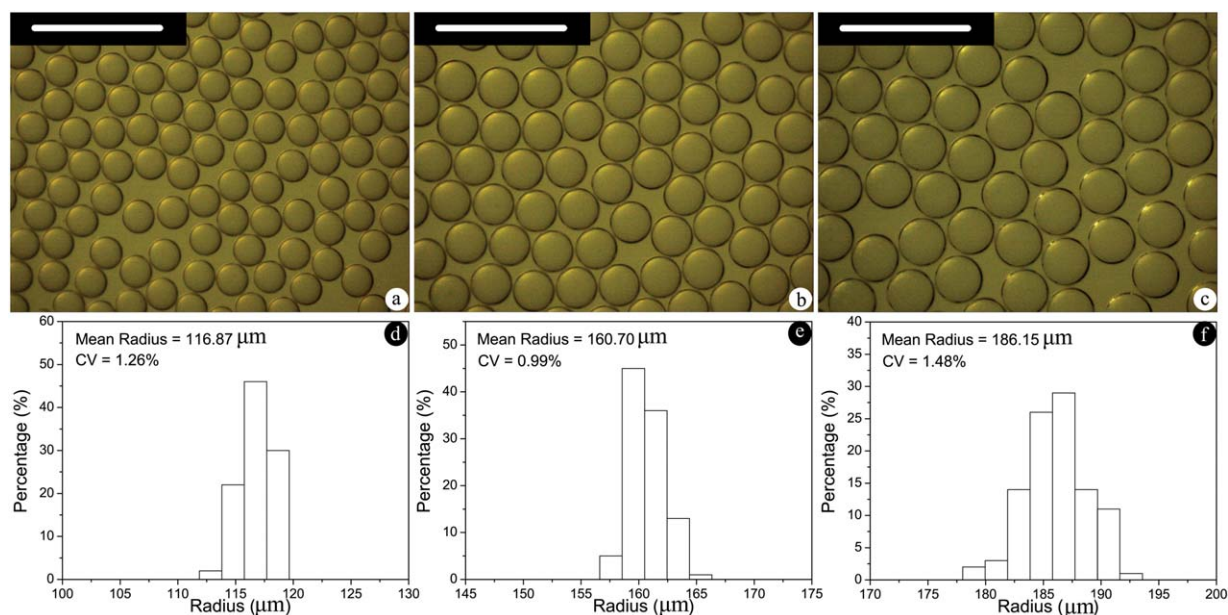 a
b
c
60
50
40
30
20
10
0
Percentage (%)
Mean Radius = 116.87 μm
CV = 1.26%
d
100 105 110 115 120 125 130
Radius (μm)
50
40
30
20
10
0
Percentage (%)
Mean Radius = 160.70 μm
CV = 0.99%
e
145 150 155 160 165 170 175
Radius (μm)
40
35
30
25
20
15
10
5
0
Percentage (%)
Mean Radius = 186.15 μm
CV = 1.48%
f
170 175 180 185 190 195 200
Radius (μm)